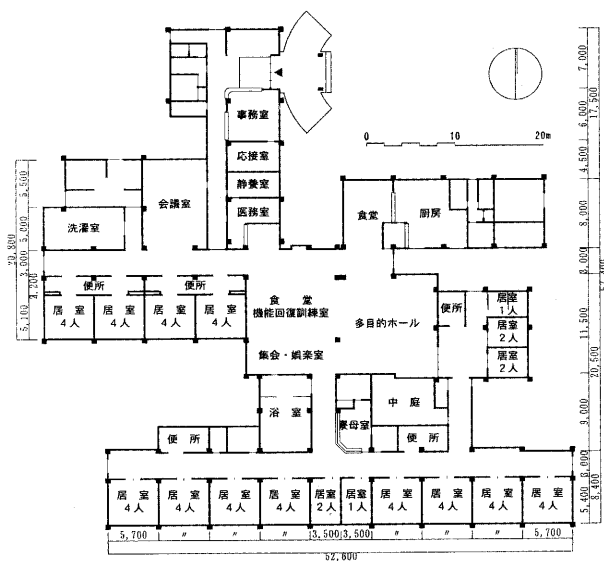 事務室
0 10 20m
応接室
静養室
医務室
会議室
洗濯室
食堂
厨房
便所
便所
居室
4人
居室
4人
居室
4人
居室
4人
食堂
機能回復訓練室
多目的ホール
集会・娯楽室
便所
居室
1人
居室
2人
居室
2人
浴室
寮母室
中庭
便所
便所
居室
4人
居室
4人
居室
4人
居室
4人
居室
2人
居室
1人
居室
4人
居室
4人
居室
4人
居室
4人
5,700 〃 〃 〃 3,500 3,500 〃 〃 〃 5,700
52,600
7,000
6,000
17,500
4,500
8,000
3,000
11,500
20,500
9,000
3,000
5,400
8,400
5,000
3,000
5,100